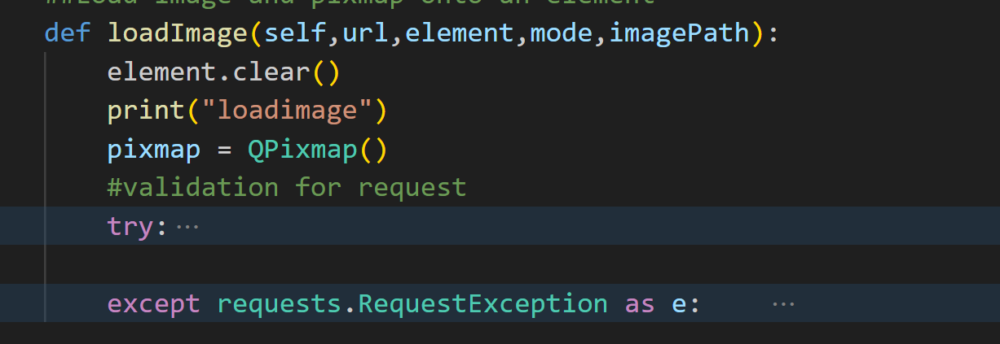 ##Load image and pixmap onto an element
def loadImage(self,url,element,mode,imagePath):
element.clear()
print("loadimage")
pixmap = QPixmap()
#validation for request
try:···
except requests.RequestException as e: ···